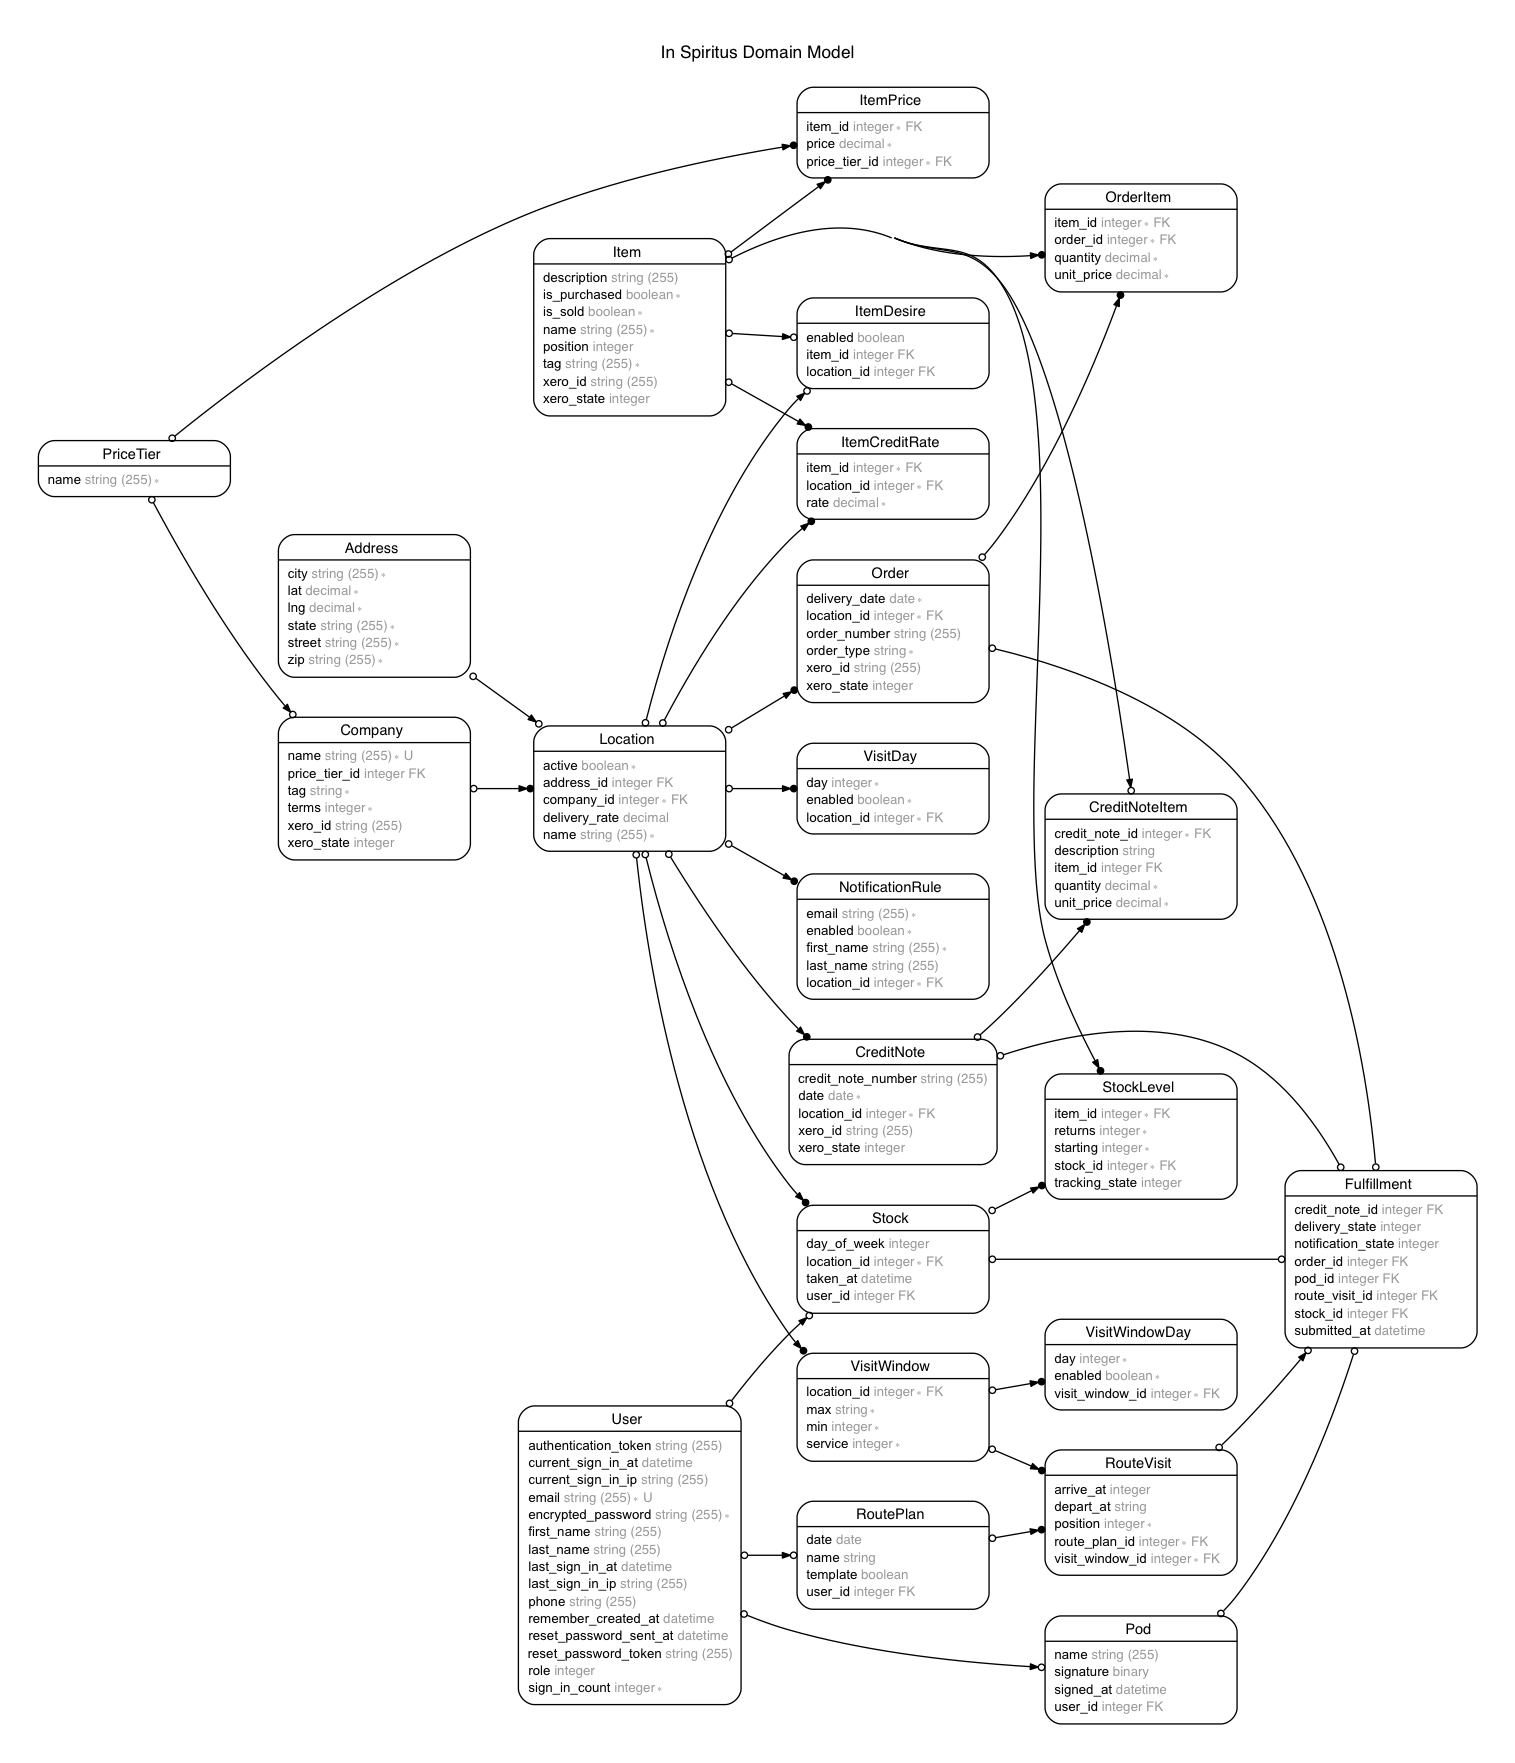 In Spiritus Domain Model
ItemPrice
item_id integer∗ FK
price decimal∗
price_tier_id integer∗ FK
OrderItem
item_id integer∗ FK
order_id integer∗ FK
quantity decimal∗
unit_price decimal∗
Item
description string (255)
is_purchased boolean∗
is_sold boolean∗
name string (255)∗
position integer
tag string (255)∗
xero_id string (255)
xero_state integer
ItemDesire
enabled boolean
item_id integer FK
location_id integer FK
ItemCreditRate
item_id integer∗ FK
location_id integer∗ FK
rate decimal∗
PriceTier
name string (255)∗
Address
city string (255)∗
lat decimal∗
lng decimal∗
state string (255)∗
street string (255)∗
zip string (255)∗
Order
delivery_date date∗
location_id integer∗ FK
order_number string (255)
order_type string∗
xero_id string (255)
xero_state integer
Company
name string (255)∗ U
price_tier_id integer FK
tag string∗
terms integer∗
xero_id string (255)
xero_state integer
Location
active boolean∗
address_id integer FK
company_id integer∗ FK
delivery_rate decimal
name string (255)∗
VisitDay
day integer∗
enabled boolean∗
location_id integer∗ FK
CreditNoteItem
credit_note_id integer∗ FK
description string
item_id integer FK
quantity decimal∗
unit_price decimal∗
NotificationRule
email string (255)∗
enabled boolean∗
first_name string (255)∗
last_name string (255)
location_id integer∗ FK
CreditNote
credit_note_number string (255)
date date∗
location_id integer∗ FK
xero_id string (255)
xero_state integer
StockLevel
item_id integer∗ FK
returns integer∗
starting integer∗
stock_id integer∗ FK
tracking_state integer
Fulfillment
credit_note_id integer FK
delivery_state integer
notification_state integer
order_id integer FK
pod_id integer FK
route_visit_id integer FK
stock_id integer FK
submitted_at datetime
Stock
day_of_week integer
location_id integer∗ FK
taken_at datetime
user_id integer FK
VisitWindowDay
day integer∗
enabled boolean∗
visit_window_id integer∗ FK
VisitWindow
location_id integer∗ FK
max string∗
min integer∗
service integer∗
User
authentication_token string (255)
current_sign_in_at datetime
current_sign_in_ip string (255)
email string (255)∗ U
encrypted_password string (255)∗
first_name string (255)
last_name string (255)
last_sign_in_at datetime
last_sign_in_ip string (255)
phone string (255)
remember_created_at datetime
reset_password_sent_at datetime
reset_password_token string (255)
role integer
sign_in_count integer∗
RouteVisit
arrive_at integer
depart_at string
position integer∗
route_plan_id integer∗ FK
visit_window_id integer∗ FK
RoutePlan
date date
name string
template boolean
user_id integer FK
Pod
name string (255)
signature binary
signed_at datetime
user_id integer FK